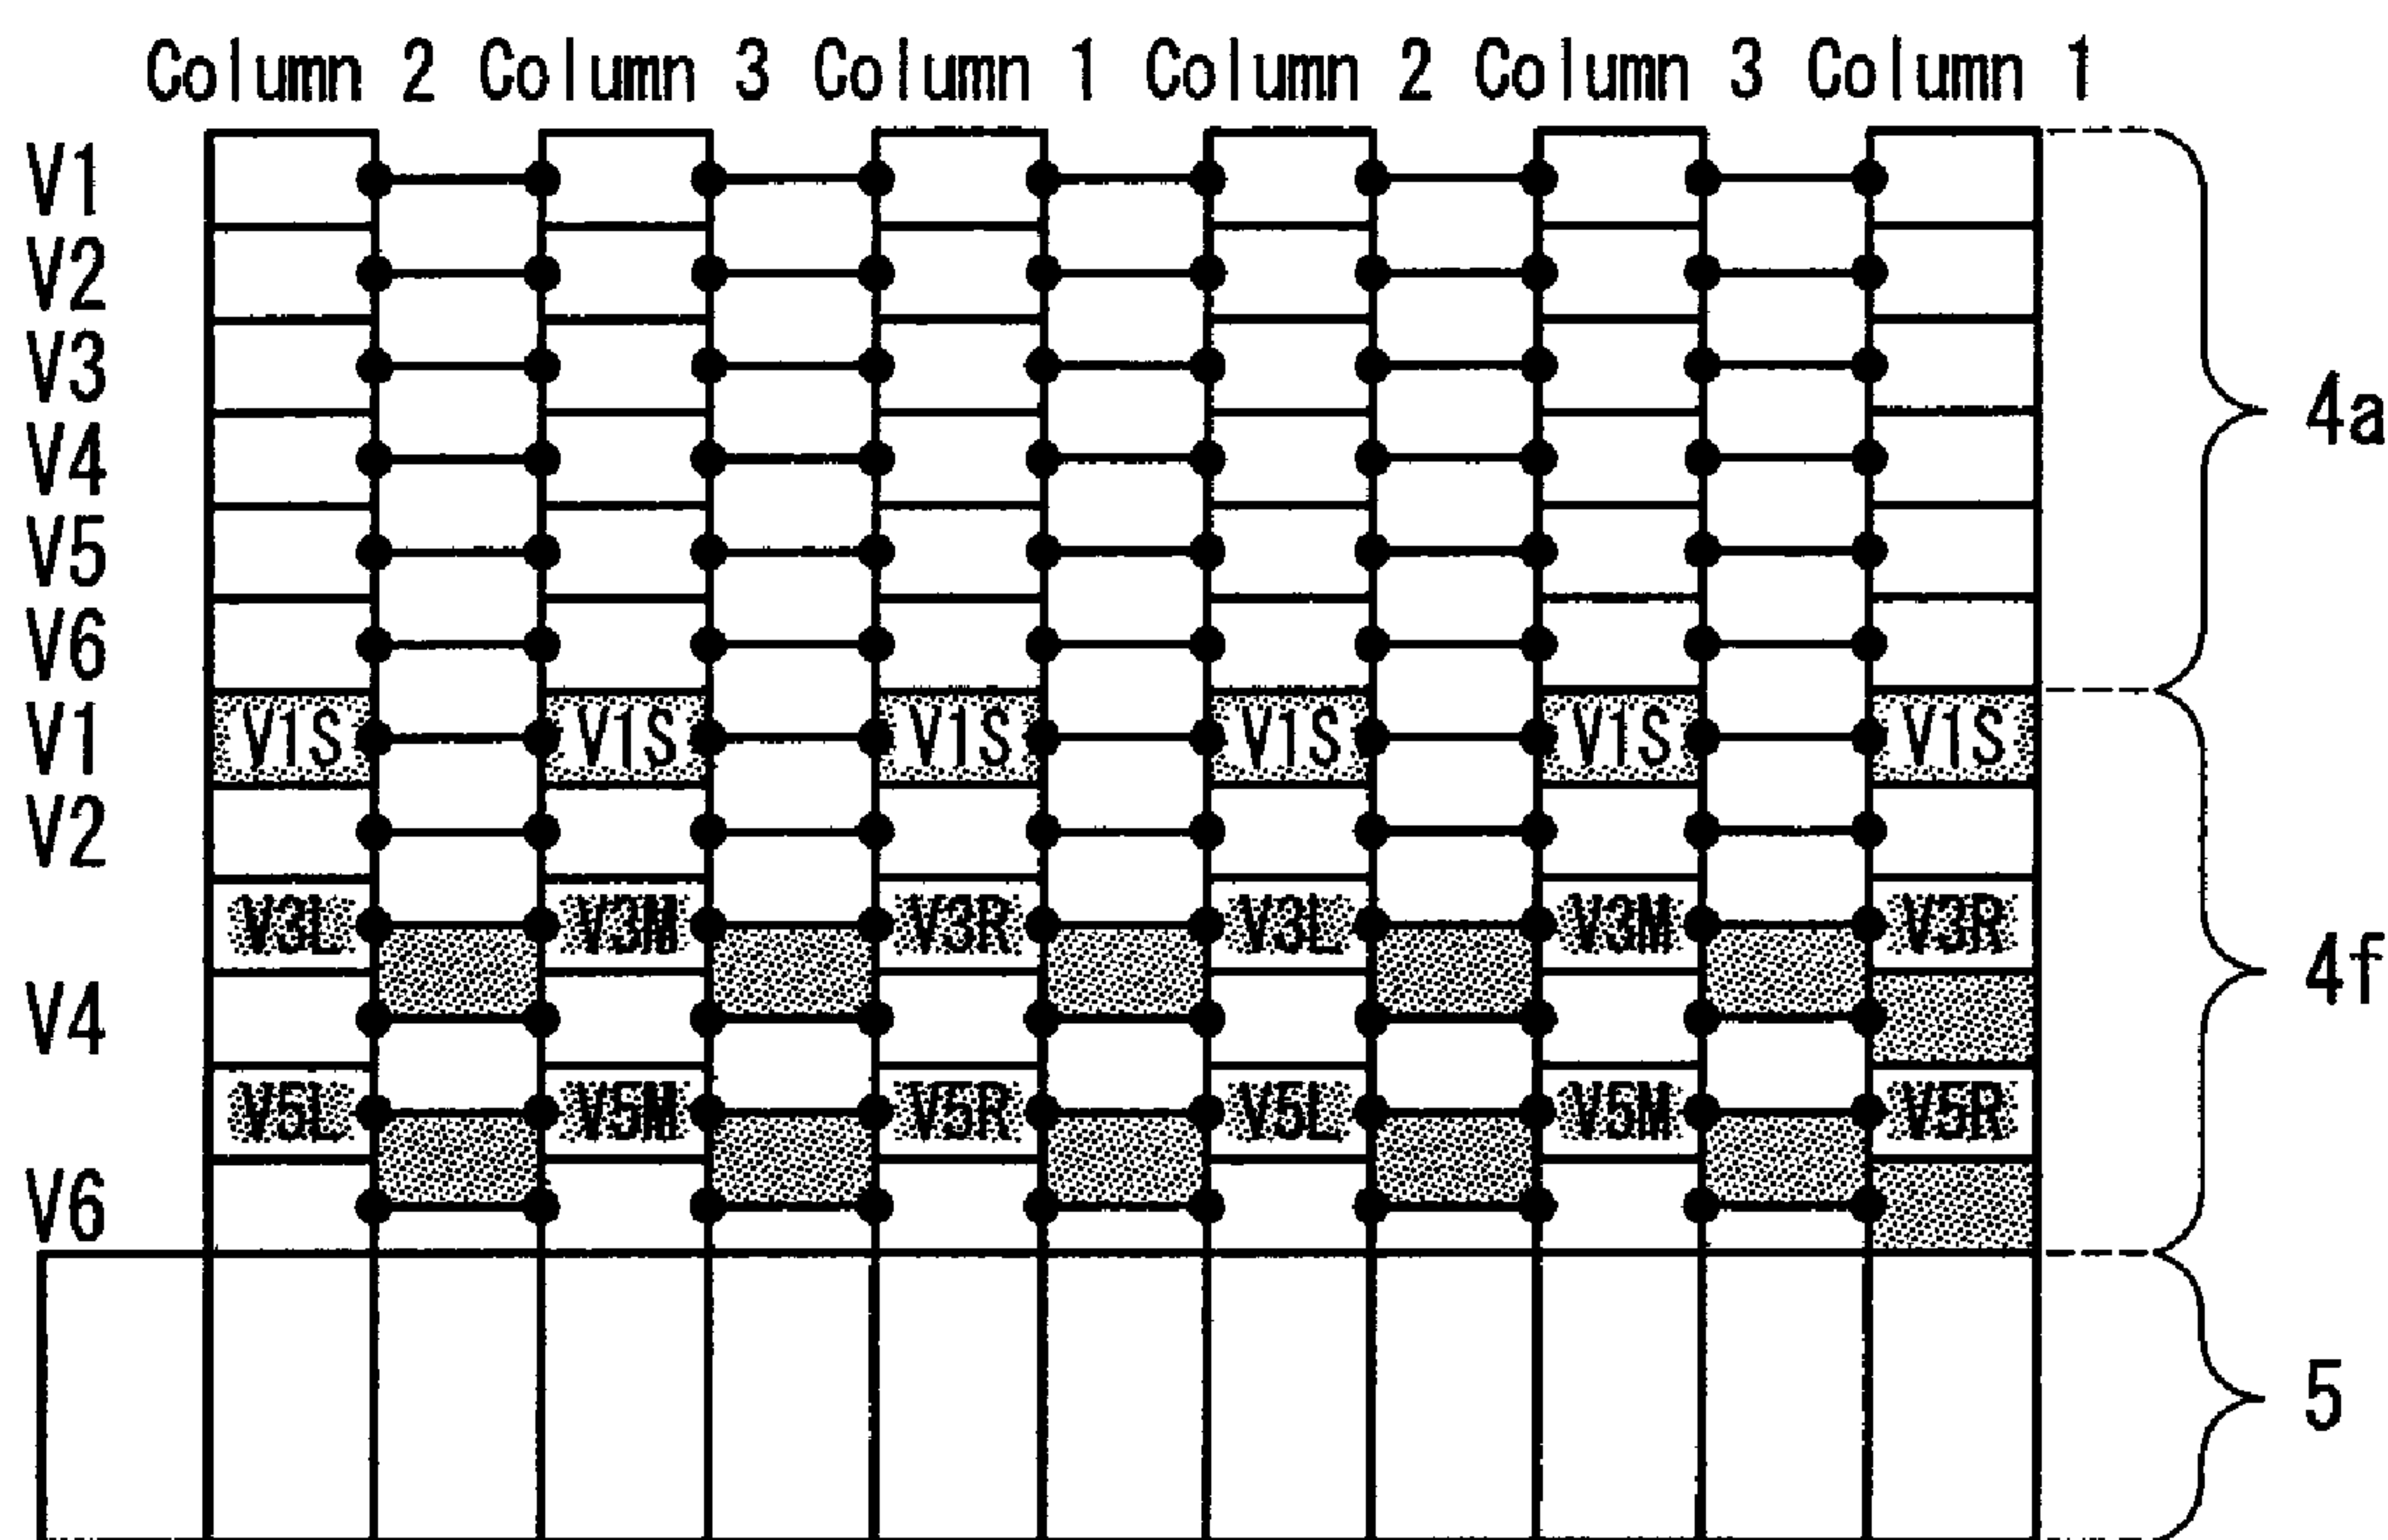 Column 2 Column 3 Column 1 Column 2 Column 3 Column 1
V1
V2
V3
4a
V4
V5
V6
V1 V1S V1S V1S V1S V1S V1S
V2
V3L V3M V3R V3L V3M V3R
4f
V4
V5L V5M V5R V5L V5M V5R
V6
5